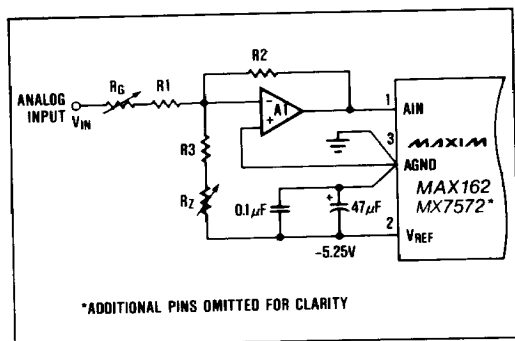 R2
ANALOG
INPUT
VIN
RG
R1
−
+
A1
1
AIN
3
MAXIM
AGND
R3
RZ
MAX162
MX7572*
0.1µF
+
47µF
2
VREF
−5.25V
*ADDITIONAL PINS OMITTED FOR CLARITY